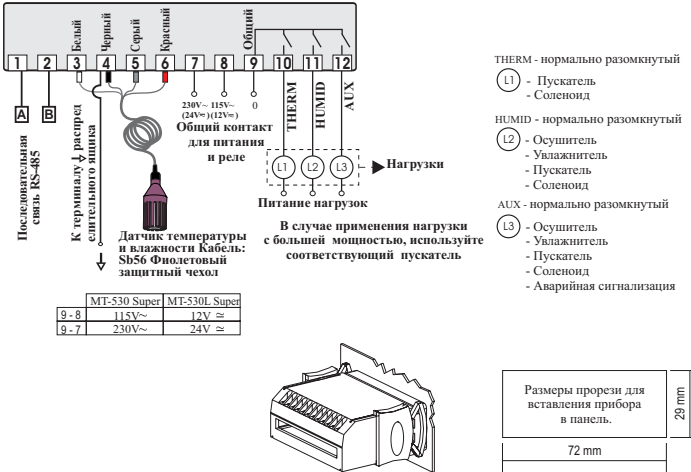 Белый
Черный
Серый
Красный
Общий
1 2 3 4 5 6 7 8 9 10 11 12
A B
230V~ 115V~ 0
(24V≂) (12V≂)
Общий контакт
для питания
и реле
THERM
HUMID
AUX
Последовательная
связь RS-485
К терминалу распред
елительного ящика
Датчик температуры
и влажности Кабель:
Sb56 Фиолетовый
защитный чехол
L1 L2 L3
Нагрузки
Питание нагрузок
В случае применения нагрузки
с большей мощностью, используйте
соответствующий пускатель
MT-530 Super MT-530L Super
9 - 8 115V~ 12V ≃
9 - 7 230V~ 24V ≃
THERM - нормально разомкнутый
L1 - Пускатель
- Соленоид
HUMID - нормально разомкнутый
L2 - Осушитель
- Увлажнитель
- Пускатель
- Соленоид
AUX - нормально разомкнутый
L3 - Осушитель
- Увлажнитель
- Пускатель
- Соленоид
- Аварийная сигнализация
Размеры прорези для
вставления прибора
в панель.
29 mm
72 mm